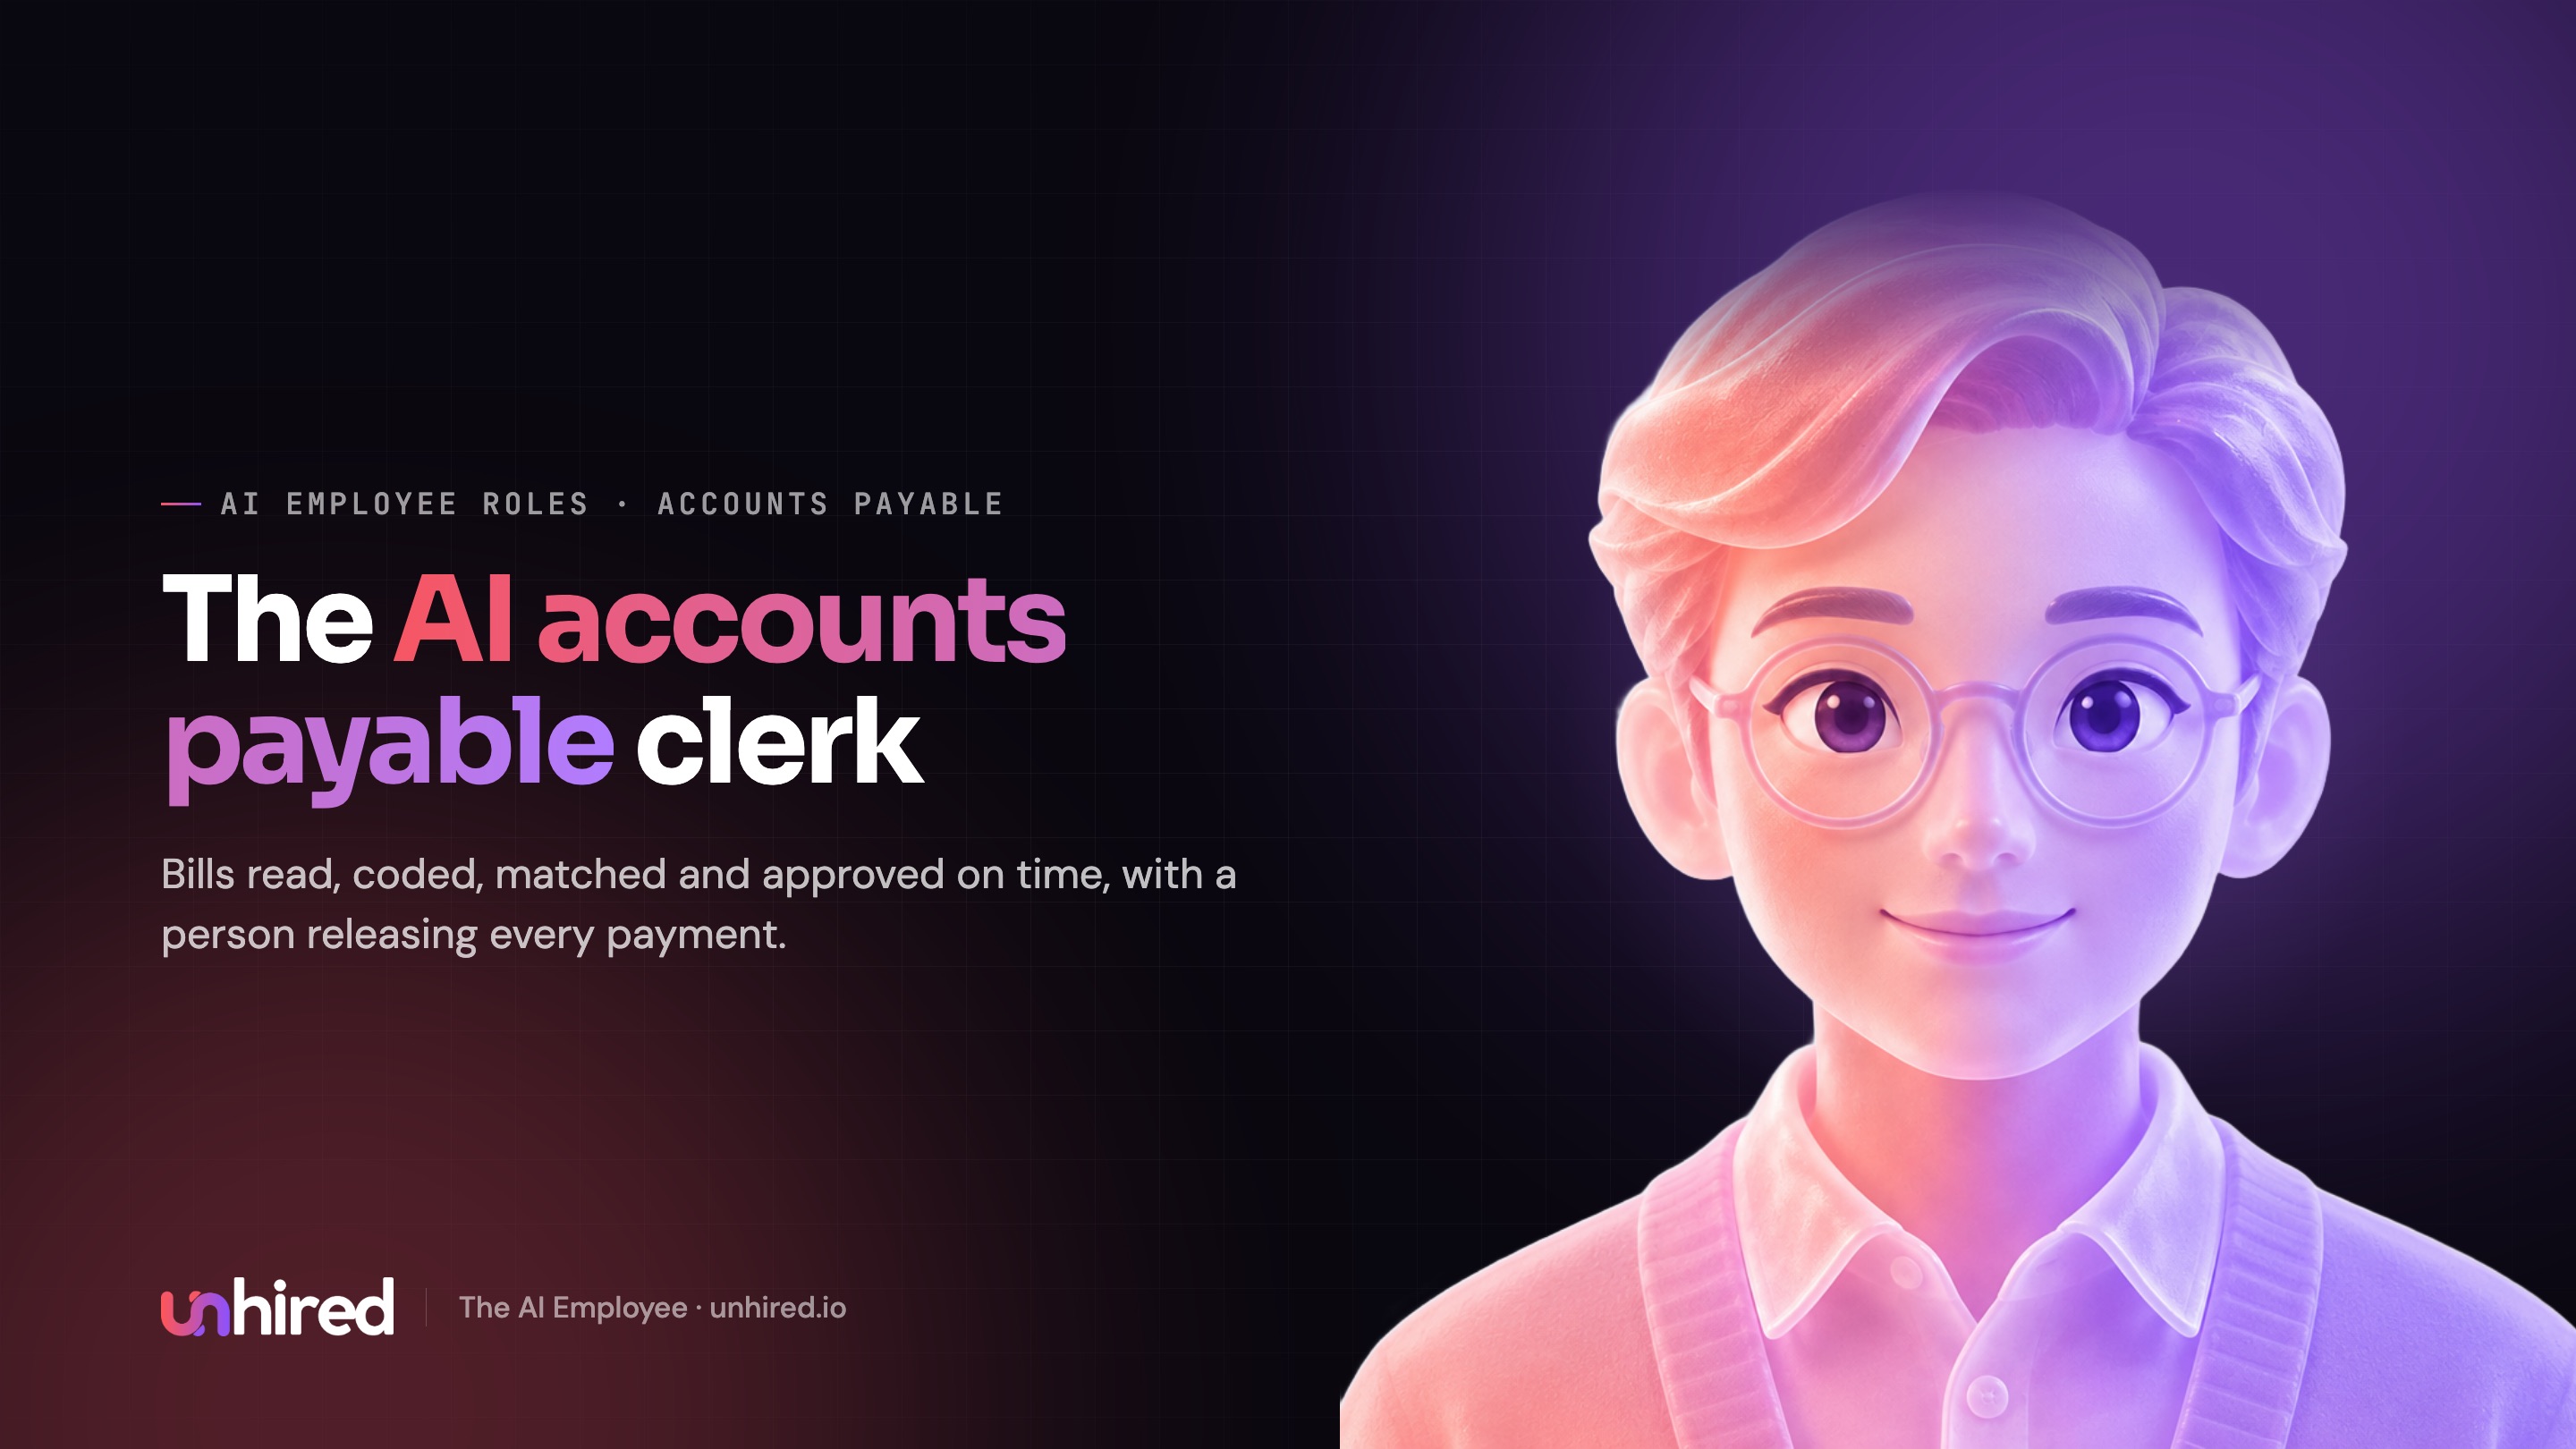 AI EMPLOYEE ROLES · ACCOUNTS PAYABLE
The AI accounts
payable clerk
Bills read, coded, matched and approved on time, with a
person releasing every payment.
unhired
The AI Employee · unhired.io